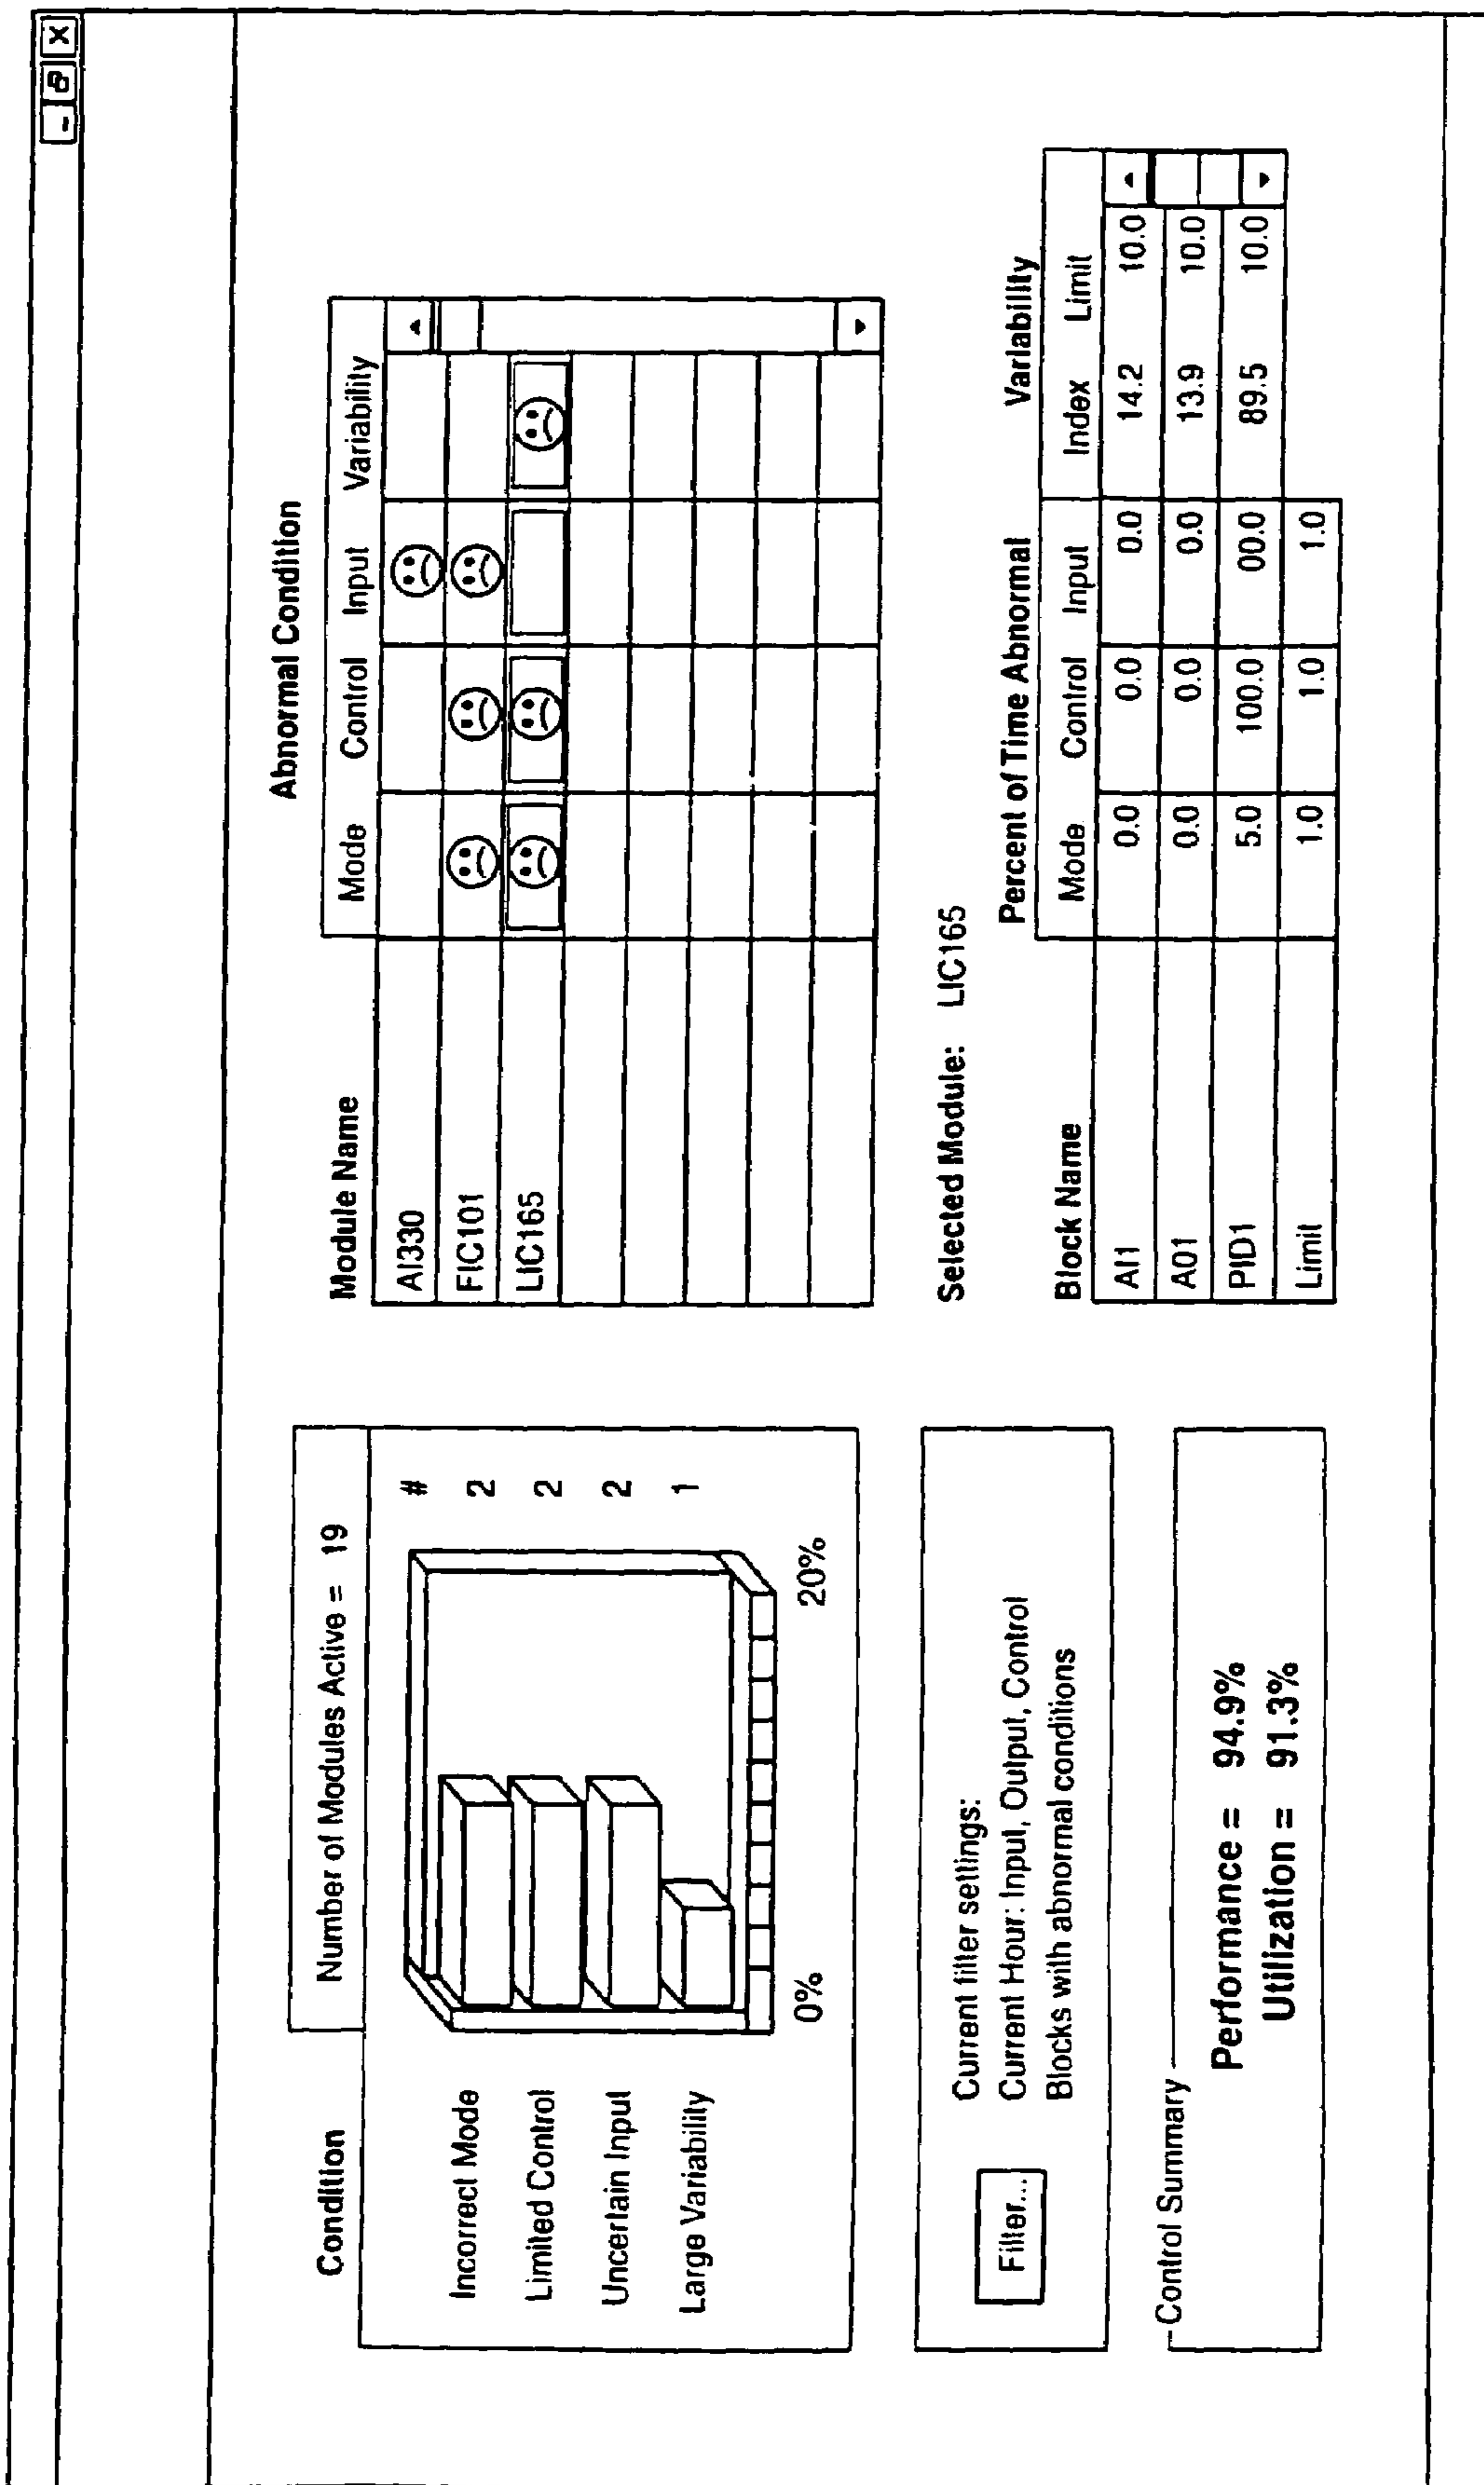 Condition
Number of Modules Active = 19
#
Incorrect Mode 2
Limited Control 2
Uncertain Input 2
Large Variability 1
0% 20%
Filter...
Current filter settings:
Current Hour: Input, Output, Control
Blocks with abnormal conditions
Control Summary
Performance = 94.9%
Utilization = 91.3%
Abnormal Condition
Module Name Mode Control Input Variability
AI330
FIC101
LIC165
Selected Module: LIC165
Percent of Time Abnormal Variability
Block Name Mode Control Input Index Limit
AI1 0.0 0.0 0.0 14.2 10.0
A01 0.0 0.0 0.0 13.9 10.0
PID1 5.0 100.0 00.0 89.5 10.0
Limit 1.0 1.0 1.0